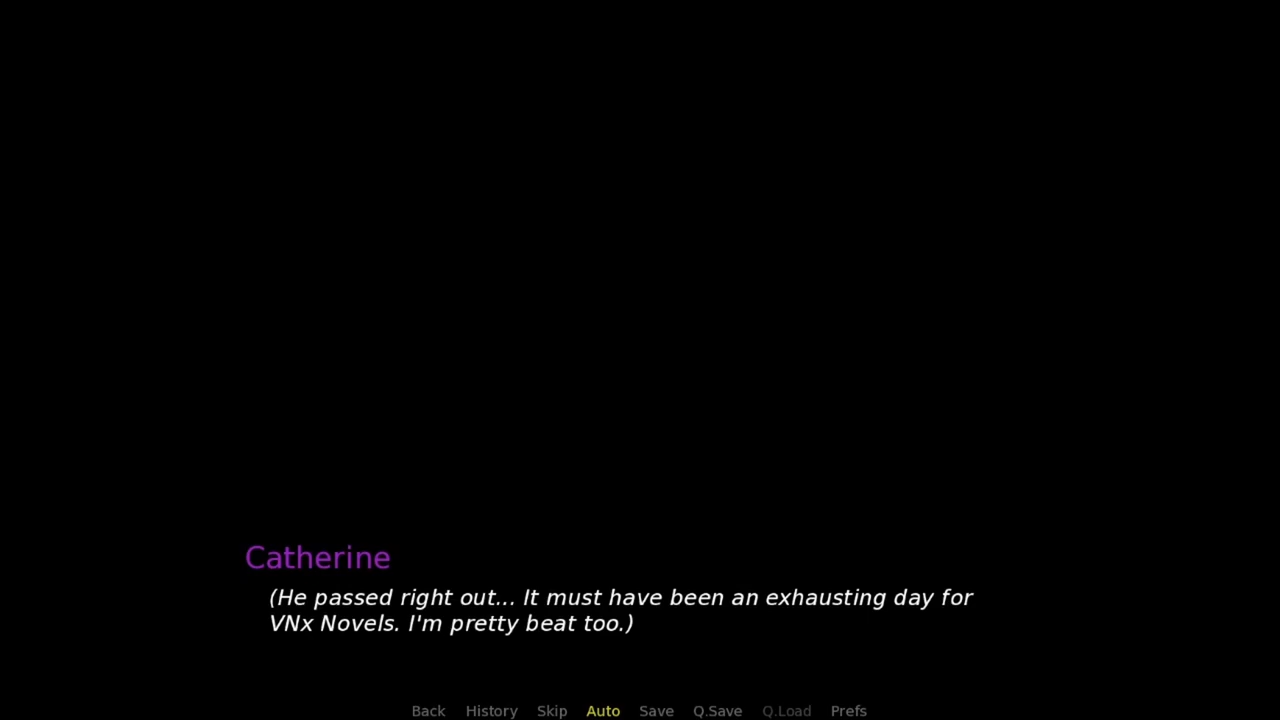 Catherine
(He passed right out... It must have been an exhausting day for
VNx Novels. I'm pretty beat too.)
Back History Skip Auto Save Q.Save Q.Load Prefs